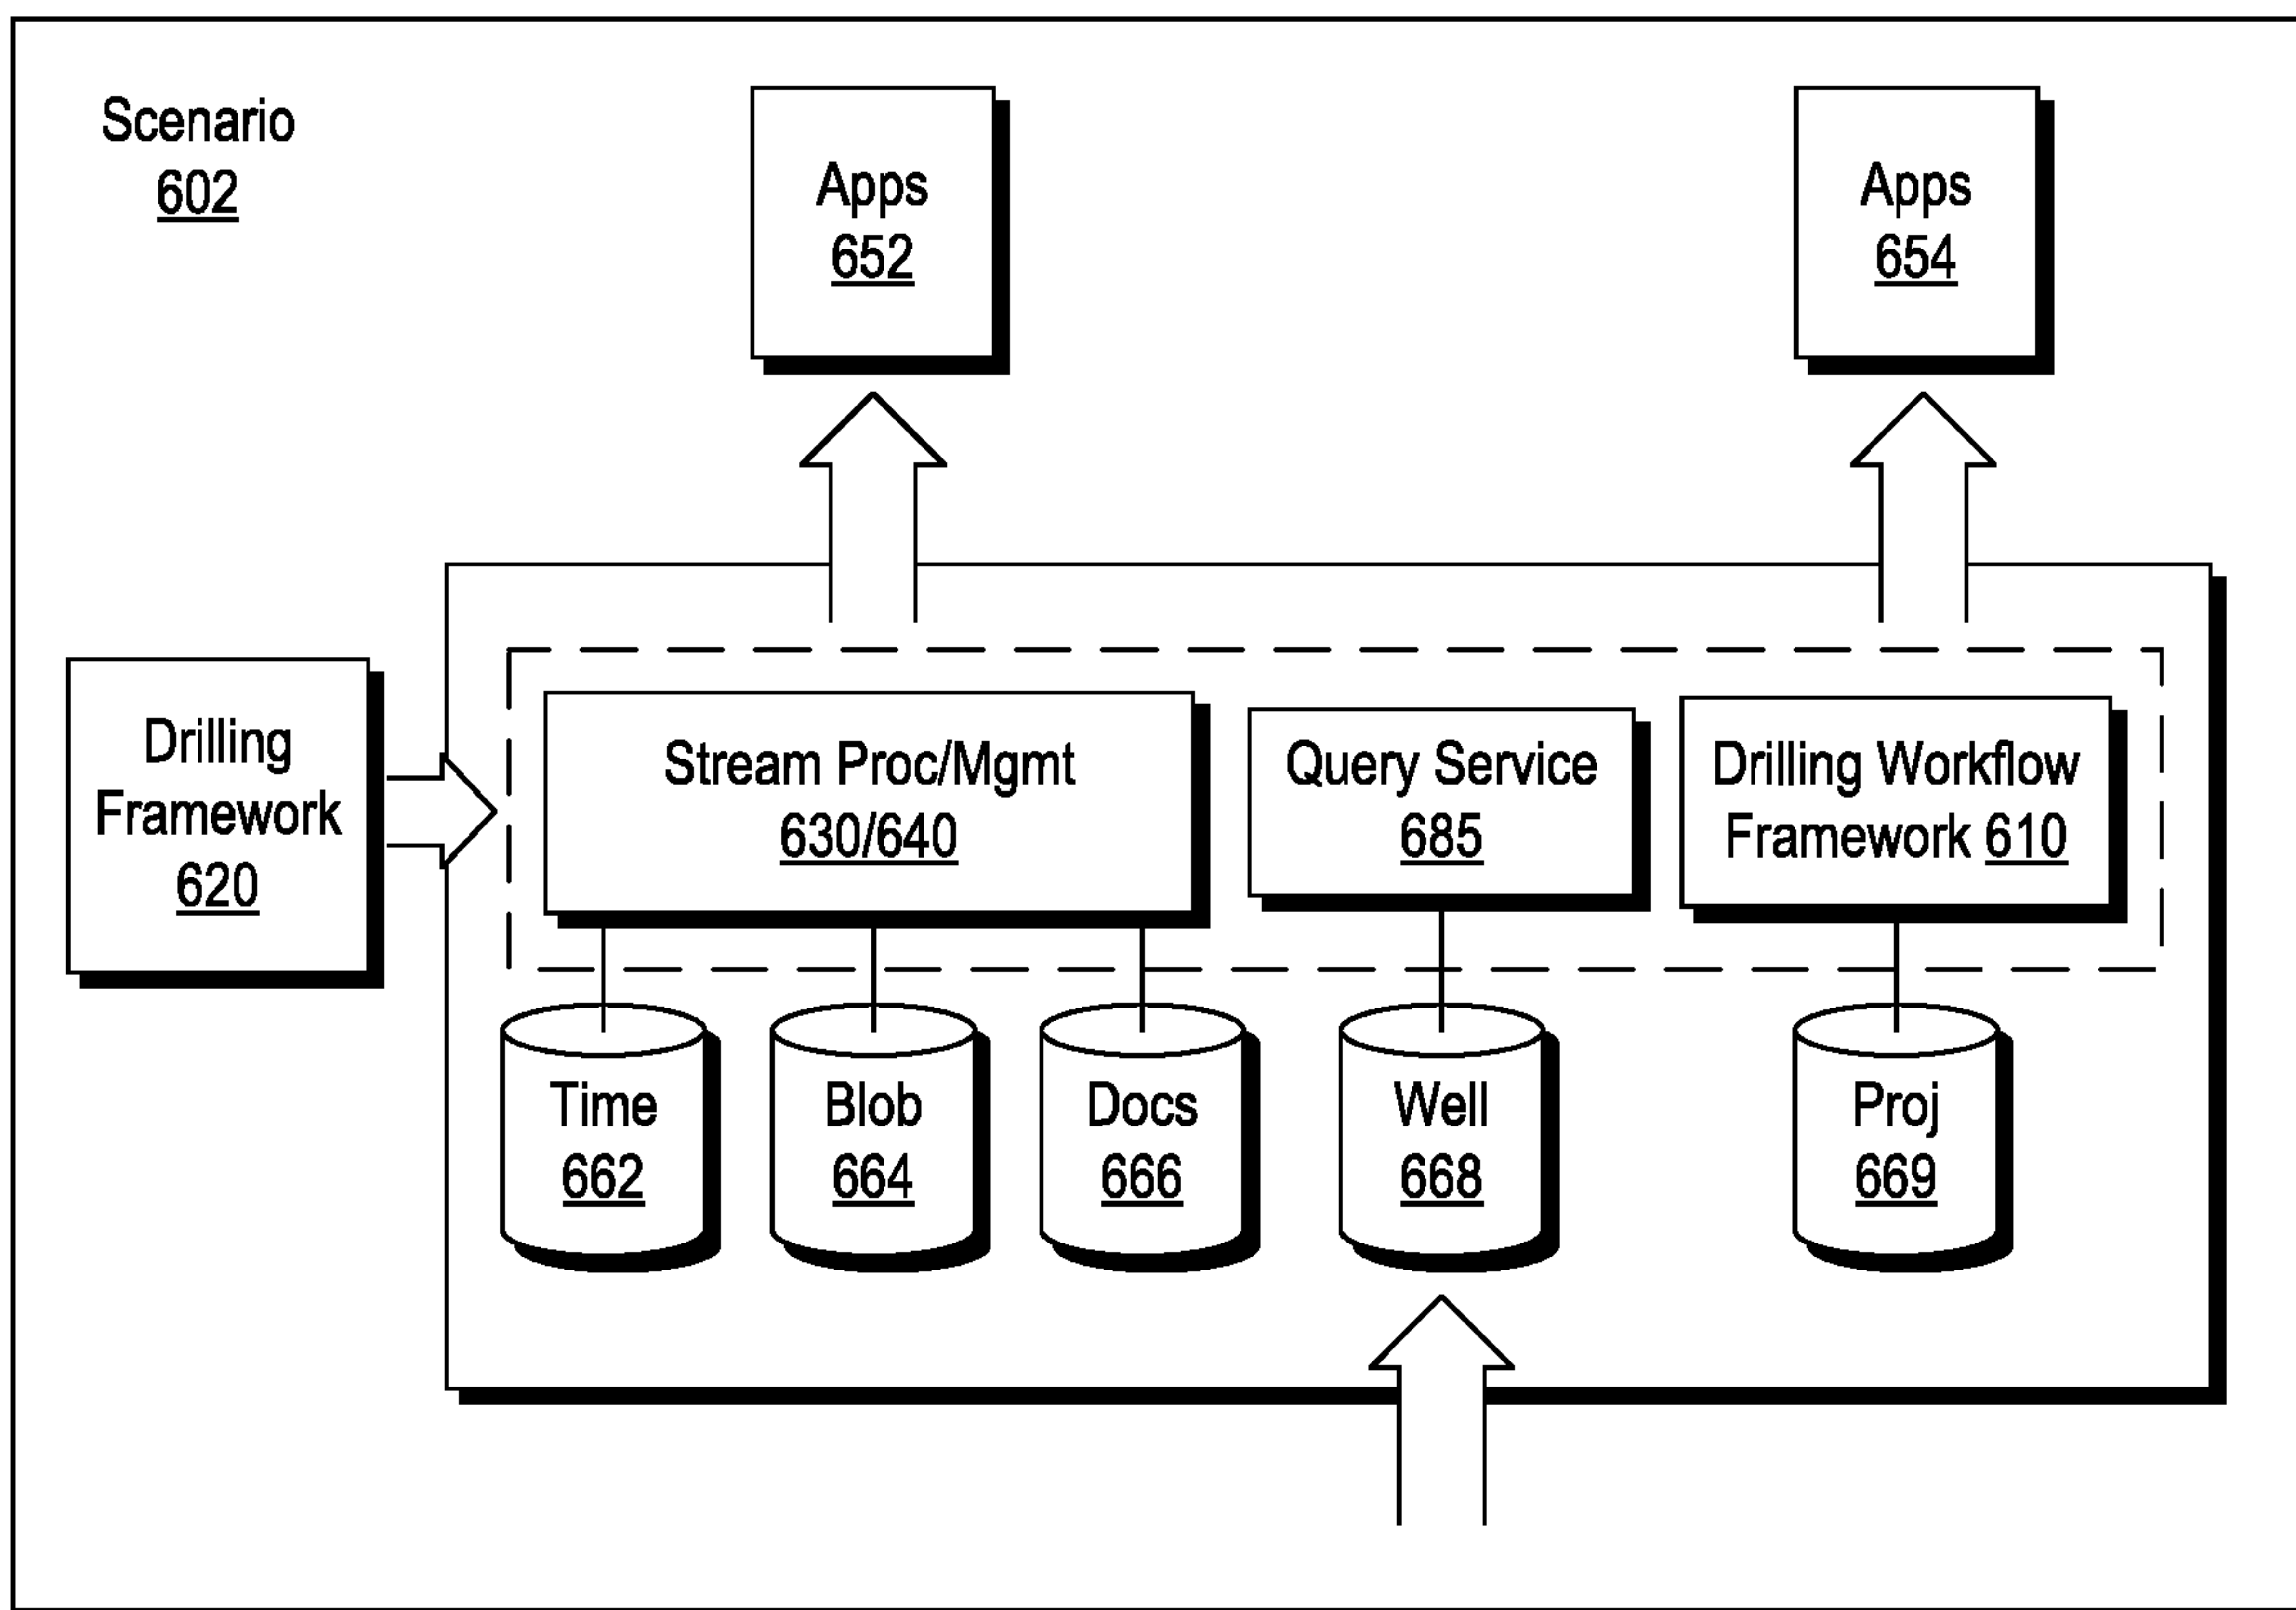 Scenario
602
Apps
652
Apps
654
Drilling
Framework
620
Stream Proc/Mgmt
630/640
Query Service
685
Drilling Workflow
Framework 610
Time
662
Blob
664
Docs
666
Well
668
Proj
669